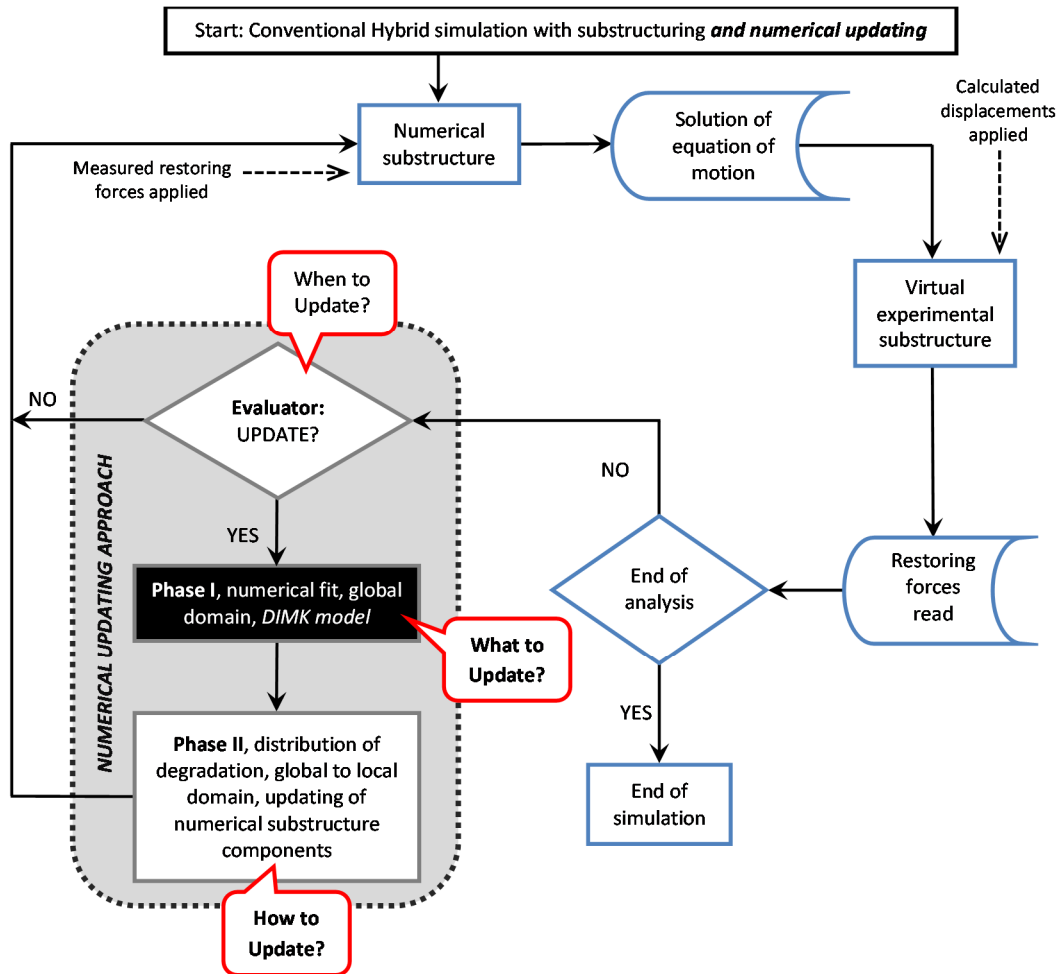 Start: Conventional Hybrid simulation with substructuring and numerical updating
Calculated
displacements
applied
Numerical
substructure
Solution of
equation of
motion
Measured restoring
forces applied
Virtual
experimental
substructure
When to
Update?
NO
Evaluator:
UPDATE?
NO
YES
NUMERICAL UPDATING APPROACH
Phase I, numerical fit, global
domain, DIMK model
End of
analysis
Restoring
forces
read
What to
Update?
YES
Phase II, distribution of
degradation, global to local
domain, updating of
numerical substructure
components
End of
simulation
How to
Update?